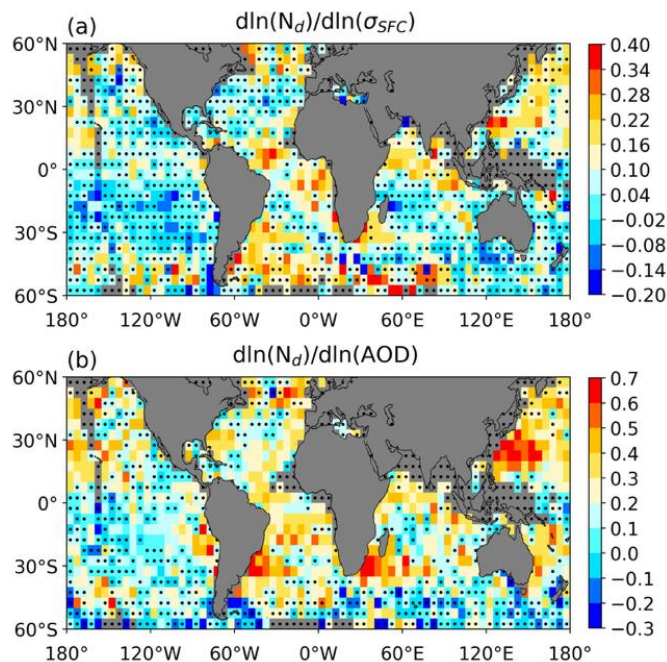 (a) dln(N_d)/dln(σ_SFC)
60°N
30°N
0°
30°S
60°S
180° 120°W 60°W 0°W 60°E 120°E 180°
0.40
0.34
0.28
0.22
0.16
0.10
0.04
−0.02
−0.08
−0.14
−0.20
(b) dln(N_d)/dln(AOD)
60°N
30°N
0°
30°S
60°S
180° 120°W 60°W 0°W 60°E 120°E 180°
0.7
0.6
0.5
0.4
0.3
0.2
0.1
0.0
−0.1
−0.2
−0.3